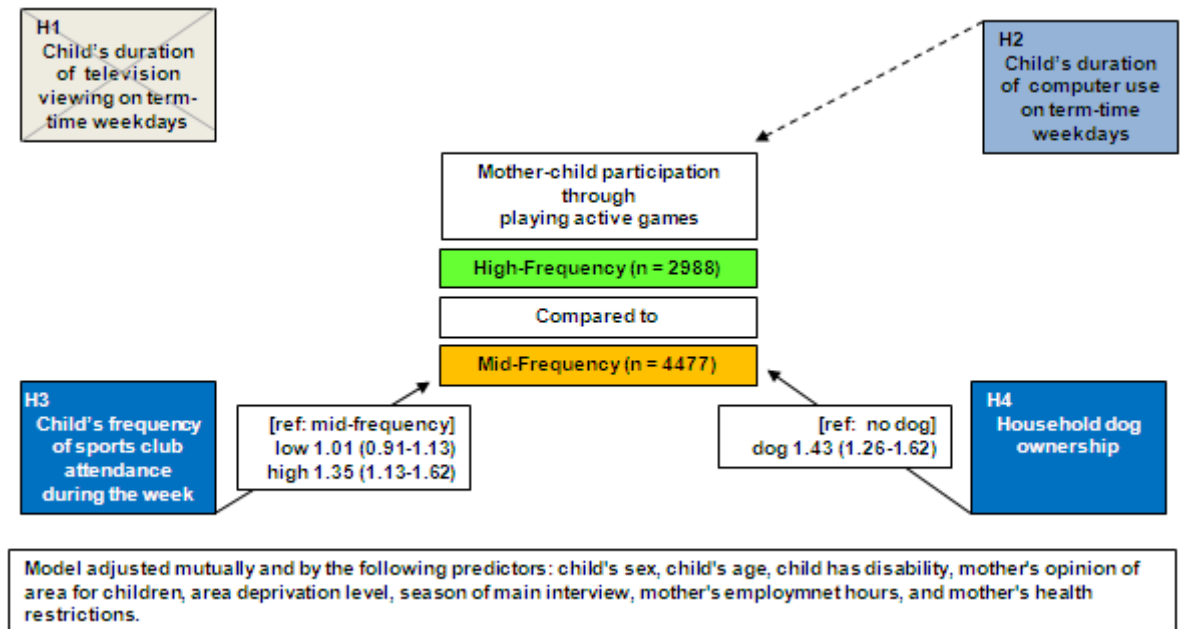 H1
Child's duration
of television
viewing on term-
time weekdays
H2
Child's duration
of computer use
on term-time
weekdays
Mother-child participation
through
playing active games
High-Frequency (n = 2988)
Compared to
Mid-Frequency (n = 4477)
H3
Child's frequency
of sports club
attendance
during the week
[ref: mid-frequency]
low 1.01 (0.91-1.13)
high 1.35 (1.13-1.62)
[ref: no dog]
dog 1.43 (1.26-1.62)
H4
Household dog
ownership
Model adjusted mutually and by the following predictors: child's sex, child's age, child has disability, mother's opinion of
area for children, area deprivation level, season of main interview, mother's employmnet hours, and mother's health
restrictions.